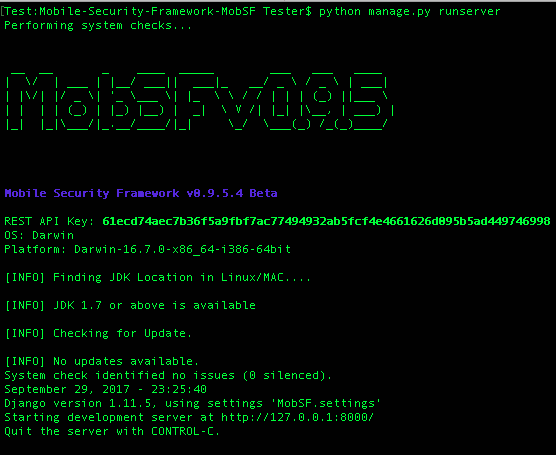 [Test:Mobile-Security-Framework-MobSF Tester$ python manage.py runserver
Performing system checks...
MobSF v0.95
Mobile Security Framework v0.9.5.4 Beta
REST API Key: 61ecd74aec7b36f5a9fbf7ac77494932ab5fcf4e4661626d095b5ad449746998
OS: Darwin
Platform: Darwin-16.7.0-x86_64-i386-64bit
[INFO] Finding JDK Location in Linux/MAC....
[INFO] JDK 1.7 or above is available
[INFO] Checking for Update.
[INFO] No updates available.
System check identified no issues (0 silenced).
September 29, 2017 - 23:25:40
Django version 1.11.5, using settings 'MobSF.settings'
Starting development server at http://127.0.0.1:8000/
Quit the server with CONTROL-C.